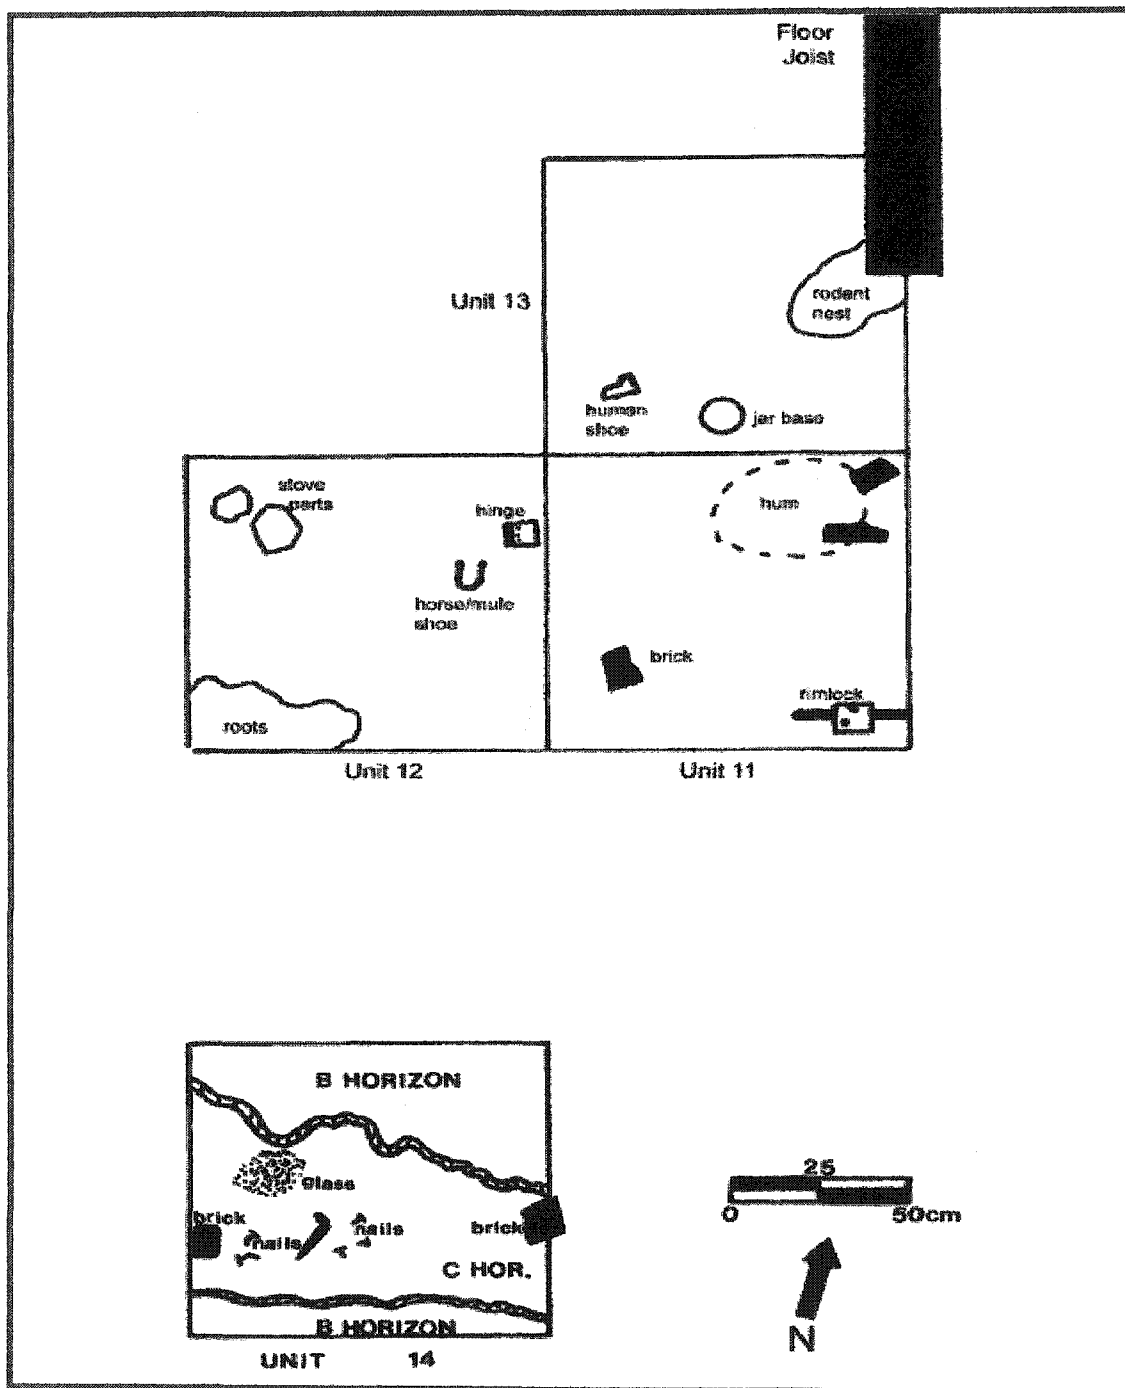 Floor
Joist
Unit 13
rodent
nest
human
shoe
jar base
stove
parts
hinge
hum
horse/mule
shoe
brick
rimlock
roots
Unit 12
Unit 11
B HORIZON
glass
brick
nails
nails
brick
C HOR.
B HORIZON
UNIT 14
25
0
50cm
N